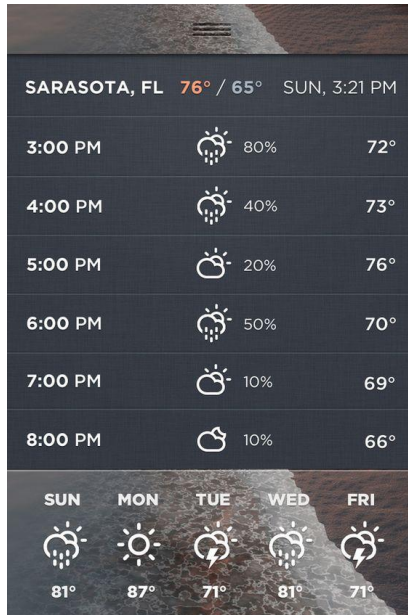 SARASOTA, FL 76° / 65° SUN, 3:21 PM
3:00 PM 80% 72°
4:00 PM 40% 73°
5:00 PM 20% 76°
6:00 PM 50% 70°
7:00 PM 10% 69°
8:00 PM 10% 66°
SUN MON TUE WED FRI
81° 87° 71° 81° 71°